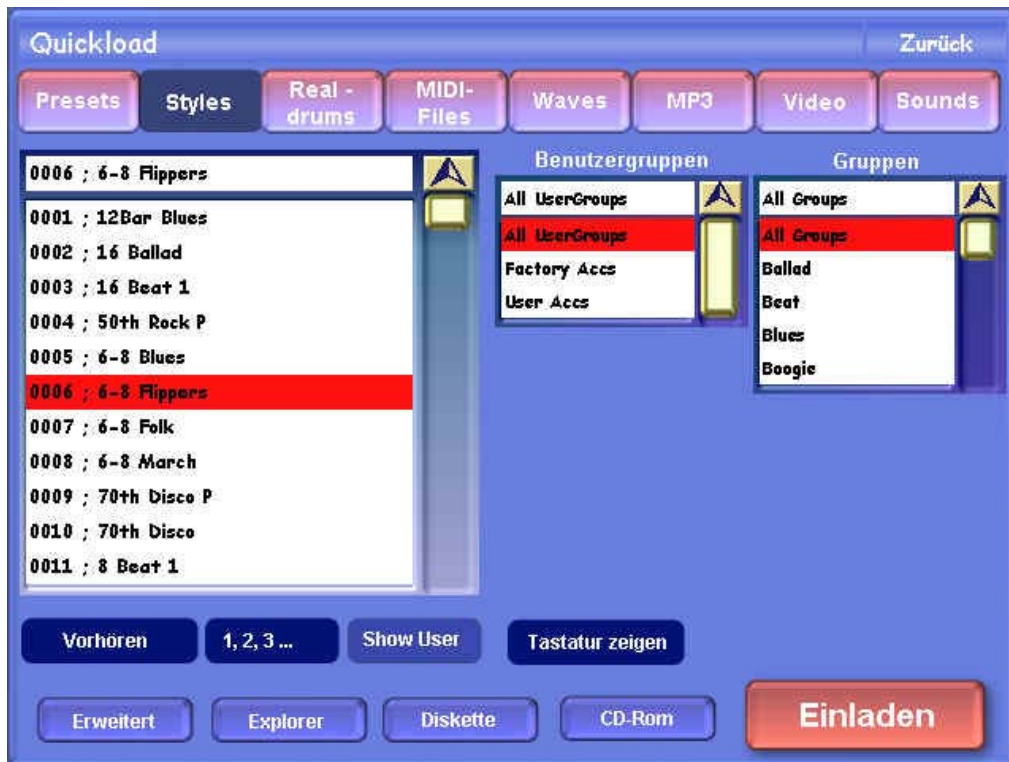 Quickload
Zurück
Presets
Styles
Real -
drums
MIDI-
Files
Waves
MP3
Video
Sounds
0006 ; 6-8 Flippers
0001 ; 12Bar Blues
0002 ; 16 Ballad
0003 ; 16 Beat 1
0004 ; 50th Rock P
0005 ; 6-8 Blues
0006 ; 6-8 Flippers
0007 ; 6-8 Folk
0008 ; 6-8 March
0009 ; 70th Disco P
0010 ; 70th Disco
0011 ; 8 Beat 1
Benutzergruppen
All UserGroups
All UserGroups
Factory Accs
User Accs
Gruppen
All Groups
All Groups
Ballad
Beat
Blues
Boogie
Vorhören
1, 2, 3 ...
Show User
Tastatur zeigen
Erweitert
Explorer
Diskette
CD-Rom
Einladen